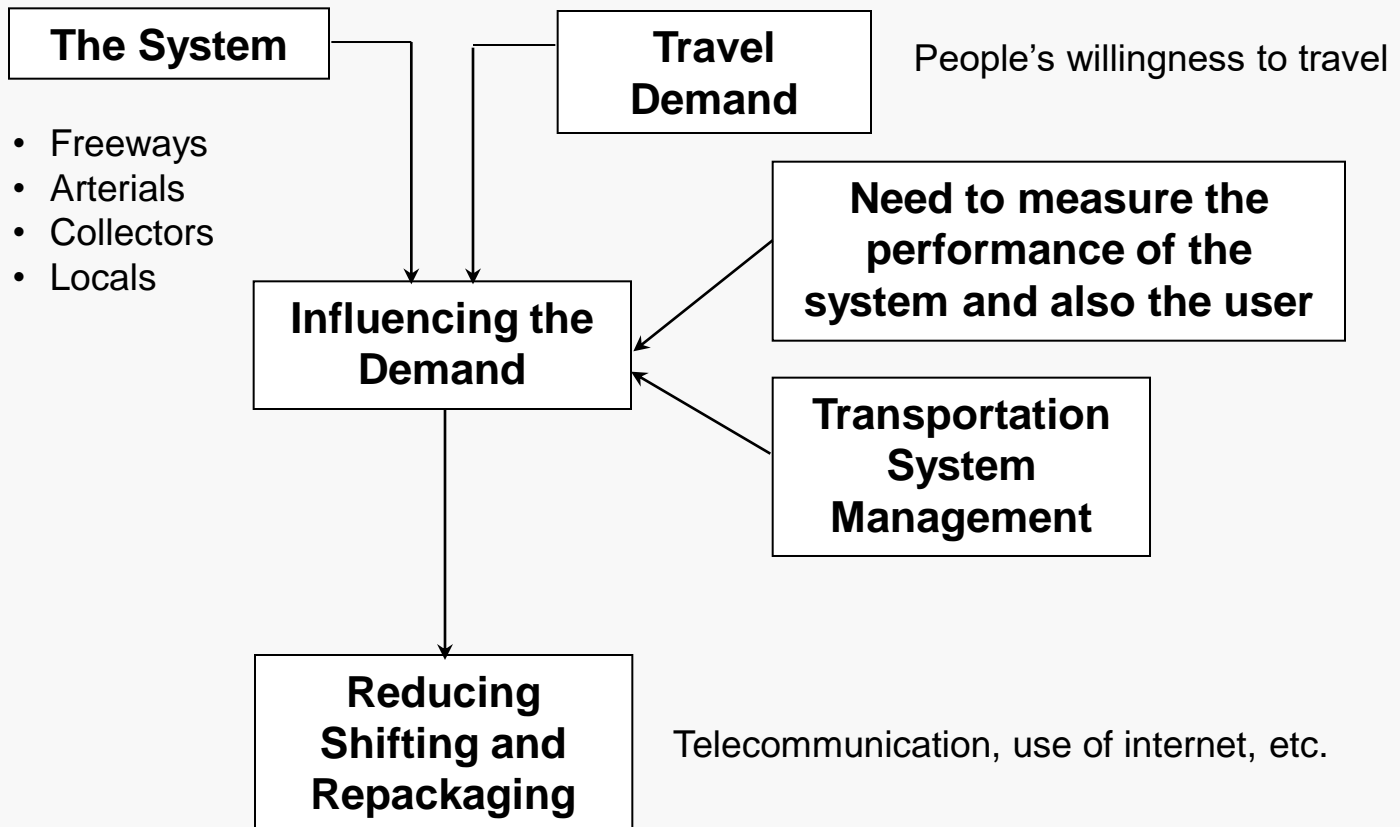 The System
Travel
Demand
People’s willingness to travel
• Freeways
• Arterials
• Collectors
• Locals
Need to measure the
performance of the
system and also the user
Influencing the
Demand
Transportation
System
Management
Reducing
Shifting and
Repackaging
Telecommunication, use of internet, etc.